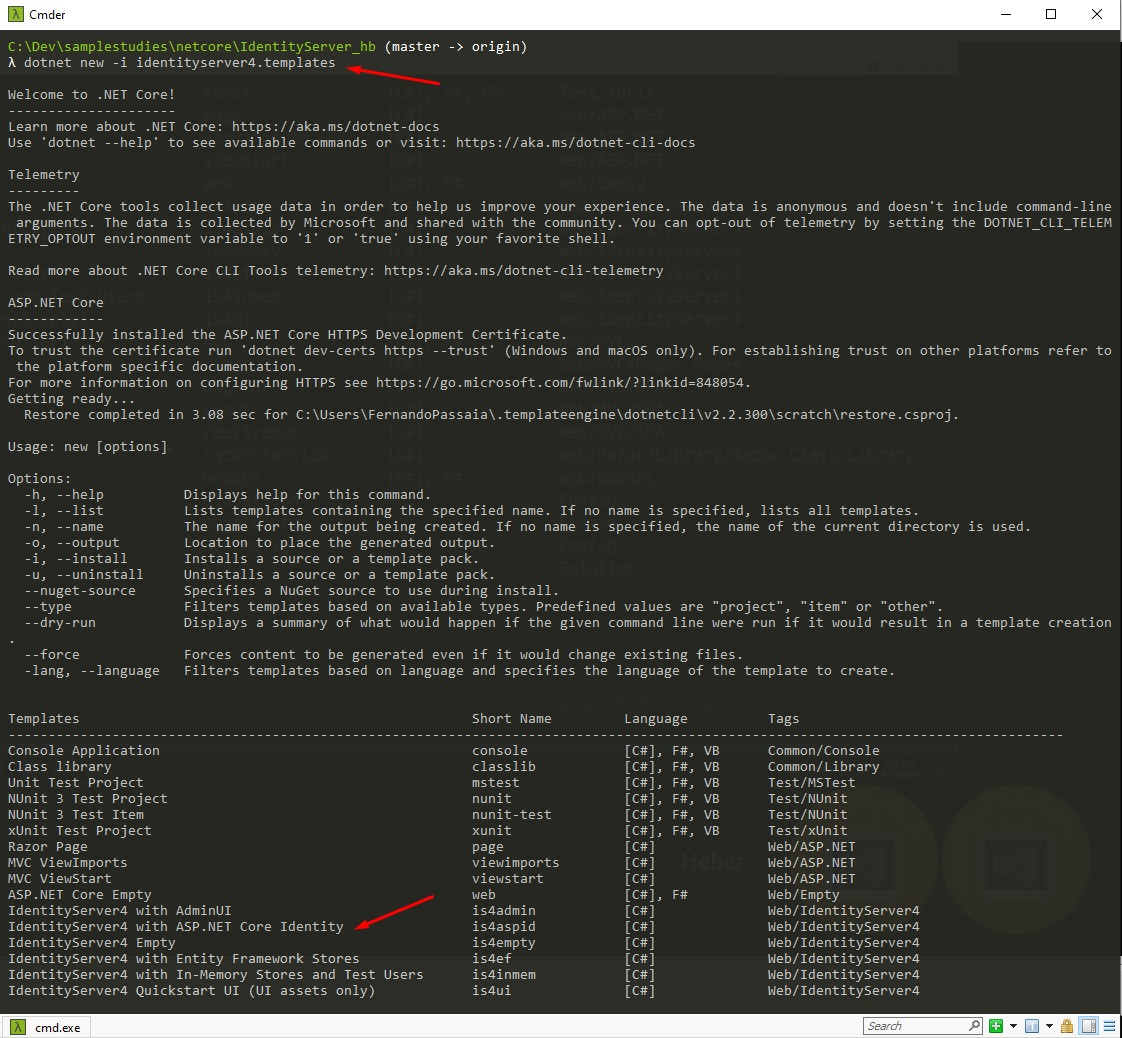 Cmder
C:\Dev\samplestudies\netcore\IdentityServer_hb (master -> origin)
λ dotnet new -i identityserver4.templates
Welcome to .NET Core!
---------------------
Learn more about .NET Core: https://aka.ms/dotnet-docs
Use 'dotnet --help' to see available commands or visit: https://aka.ms/dotnet-cli-docs
Telemetry
---------
The .NET Core tools collect usage data in order to help us improve your experience. The data is anonymous and doesn't include command-line
arguments. The data is collected by Microsoft and shared with the community. You can opt-out of telemetry by setting the DOTNET_CLI_TELEM
ETRY_OPTOUT environment variable to '1' or 'true' using your favorite shell.
Read more about .NET Core CLI Tools telemetry: https://aka.ms/dotnet-cli-telemetry
ASP.NET Core
------------
Successfully installed the ASP.NET Core HTTPS Development Certificate.
To trust the certificate run 'dotnet dev-certs https --trust' (Windows and macOS only). For establishing trust on other platforms refer to
the platform specific documentation.
For more information on configuring HTTPS see https://go.microsoft.com/fwlink/?linkid=848054.
Getting ready...
Restore completed in 3.08 sec for C:\Users\FernandoPassaia\.templateengine\dotnetcli\v2.2.300\scratch\restore.csproj.
Usage: new [options]
Options:
-h, --help Displays help for this command.
-l, --list Lists templates containing the specified name. If no name is specified, lists all templates.
-n, --name The name for the output being created. If no name is specified, the name of the current directory is used.
-o, --output Location to place the generated output.
-i, --install Installs a source or a template pack.
-u, --uninstall Uninstalls a source or a template pack.
--nuget-source Specifies a NuGet source to use during install.
--type Filters templates based on available types. Predefined values are "project", "item" or "other".
--dry-run Displays a summary of what would happen if the given command line were run if it would result in a template creation
.
--force Forces content to be generated even if it would change existing files.
-lang, --language Filters templates based on language and specifies the language of the template to create.
Templates Short Name Language Tags
------------------------------------------------------------------------------------------------------------------------------------
Console Application console [C#], F#, VB Common/Console
Class library classlib [C#], F#, VB Common/Library
Unit Test Project mstest [C#], F#, VB Test/MSTest
NUnit 3 Test Project nunit [C#], F#, VB Test/NUnit
NUnit 3 Test Item nunit-test [C#], F#, VB Test/NUnit
xUnit Test Project xunit [C#], F#, VB Test/xUnit
Razor Page page [C#] Web/ASP.NET
MVC ViewImports viewimports [C#] Web/ASP.NET
MVC ViewStart viewstart [C#] Web/ASP.NET
ASP.NET Core Empty web [C#], F# Web/Empty
IdentityServer4 with AdminUI is4admin [C#] Web/IdentityServer4
IdentityServer4 with ASP.NET Core Identity is4aspid [C#] Web/IdentityServer4
IdentityServer4 Empty is4empty [C#] Web/IdentityServer4
IdentityServer4 with Entity Framework Stores is4ef [C#] Web/IdentityServer4
IdentityServer4 with In-Memory Stores and Test Users is4inmem [C#] Web/IdentityServer4
IdentityServer4 Quickstart UI (UI assets only) is4ui [C#] Web/IdentityServer4
λ cmd.exe
Search